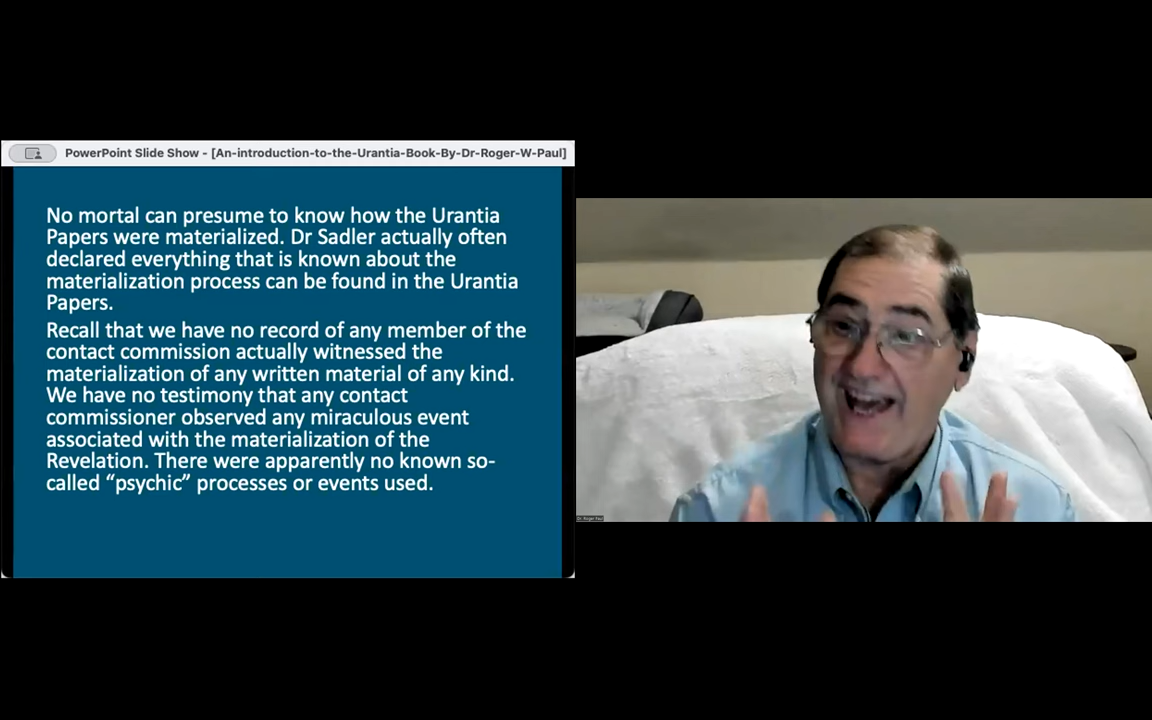 PowerPoint Slide Show - [An-introduction-to-the-Urantia-Book-By-Dr-Roger-W-Paul]
No mortal can presume to know how the Urantia
Papers were materialized. Dr Sadler actually often
declared everything that is known about the
materialization process can be found in the Urantia
Papers.
Recall that we have no record of any member of the
contact commission actually witnessed the
materialization of any written material of any kind.
We have no testimony that any contact
commissioner observed any miraculous event
associated with the materialization of the
Revelation. There were apparently no known so-
called “psychic” processes or events used.
Dr. Roger Paul